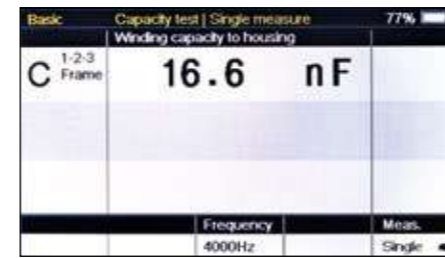 Basic Capacity test | Single measure 77%
Winding capacity to housing
C 1-2-3 Frame 16.6 nF
Frequency Meas.
4000Hz Single